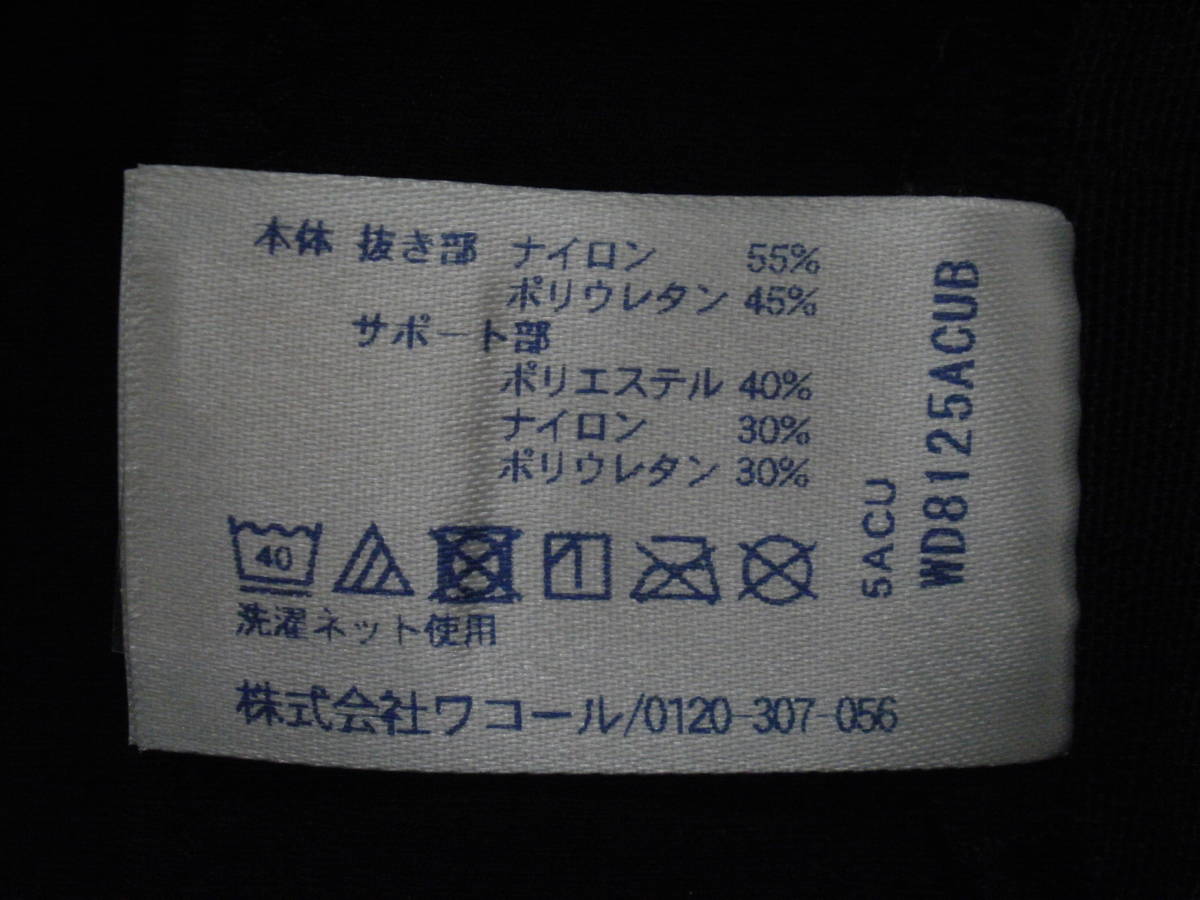 本体 抜き部 ナイロン 55%
ポリウレタン 45%
サポート部
ポリエステル 40%
ナイロン 30%
ポリウレタン 30%
40
洗濯ネット使用
株式会社ワコール/0120-307-056
5ACU
WD8125ACUB